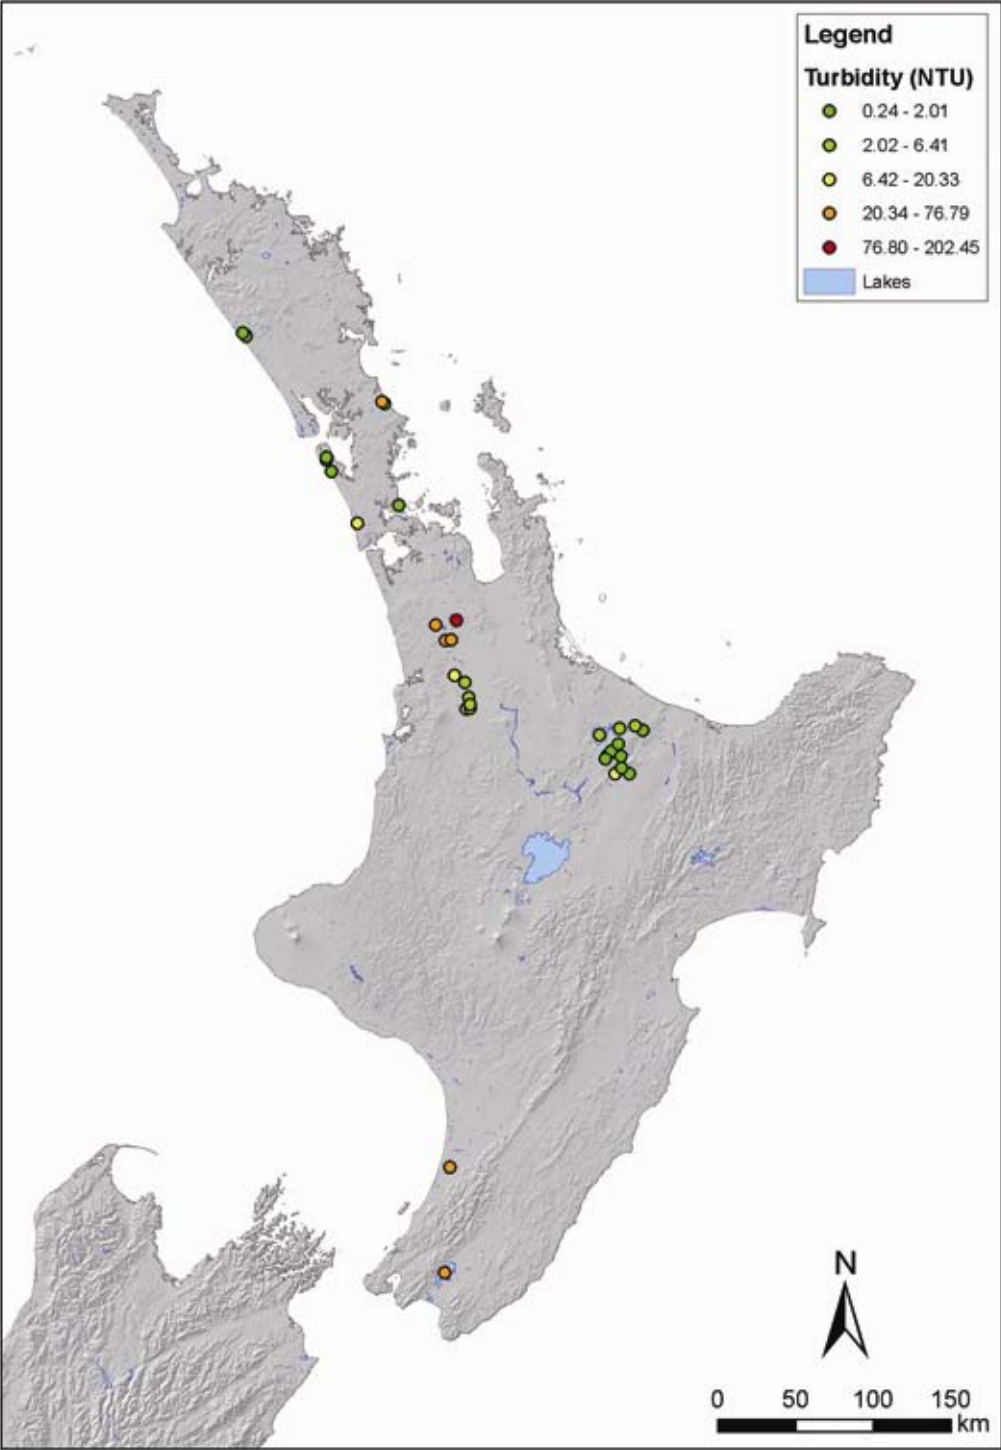 Legend
Turbidity (NTU)
0.24 - 2.01
2.02 - 6.41
6.42 - 20.33
20.34 - 76.79
76.80 - 202.45
Lakes
N
0 50 100 150
km